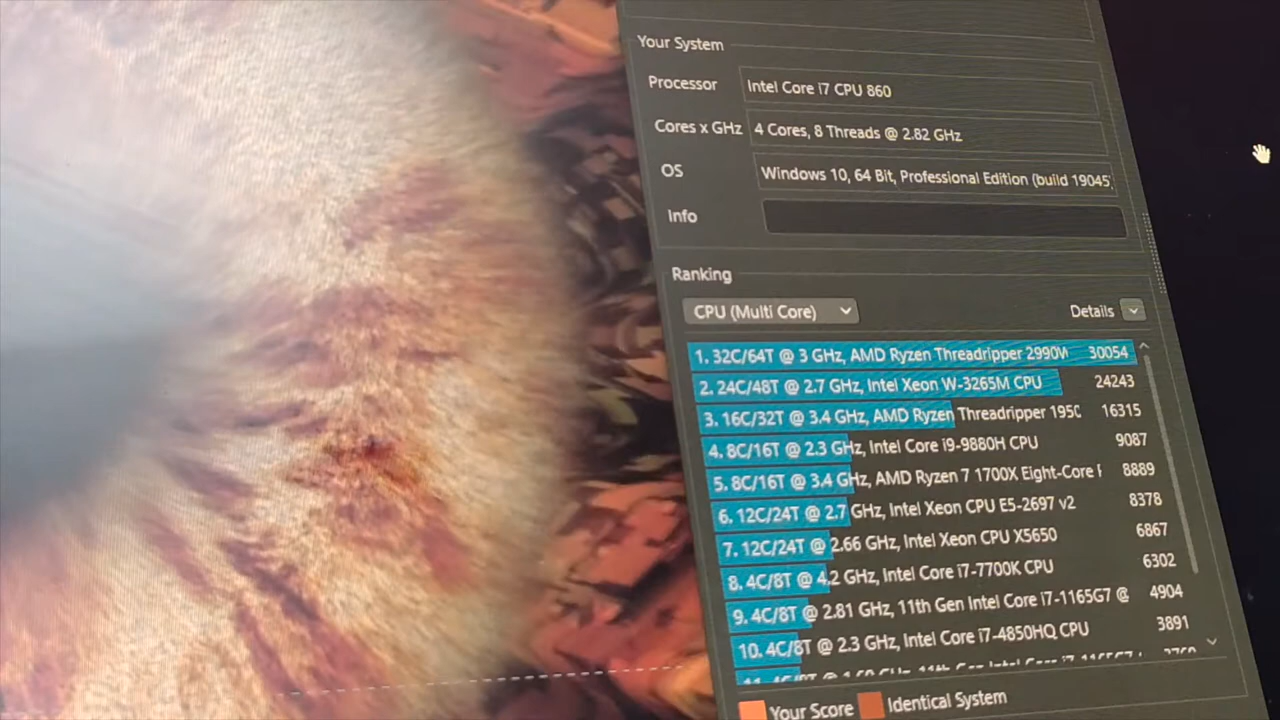 Your System
Processor Intel Core i7 CPU 860
Cores x GHz 4 Cores, 8 Threads @ 2.82 GHz
OS Windows 10, 64 Bit, Professional Edition (build 19045
Info
Ranking
CPU (Multi Core) Details
1. 32C/64T @ 3 GHz, AMD Ryzen Threadripper 2990W 30054
2. 24C/48T @ 2.7 GHz, Intel Xeon W-3265M CPU 24243
3. 16C/32T @ 3.4 GHz, AMD Ryzen Threadripper 195 16315
4. 8C/16T @ 2.3 GHz, Intel Core i9-9880H CPU 9087
5. 8C/16T @ 3.4 GHz, AMD Ryzen 7 1700X Eight-Core 8889
6. 12C/24T @ 2.7 GHz, Intel Xeon CPU E5-2697 v2 8378
7. 12C/24T @ 2.66 GHz, Intel Xeon CPU X5650 6867
8. 4C/8T @ 4.2 GHz, Intel Core i7-7700K CPU 6302
9. 4C/8T @ 2.81 GHz, 11th Gen Intel Core i7-1165G7 @ 4904
10. 4C/8T @ 2.3 GHz, Intel Core i7-4850HQ CPU 3891
Your Score Identical System